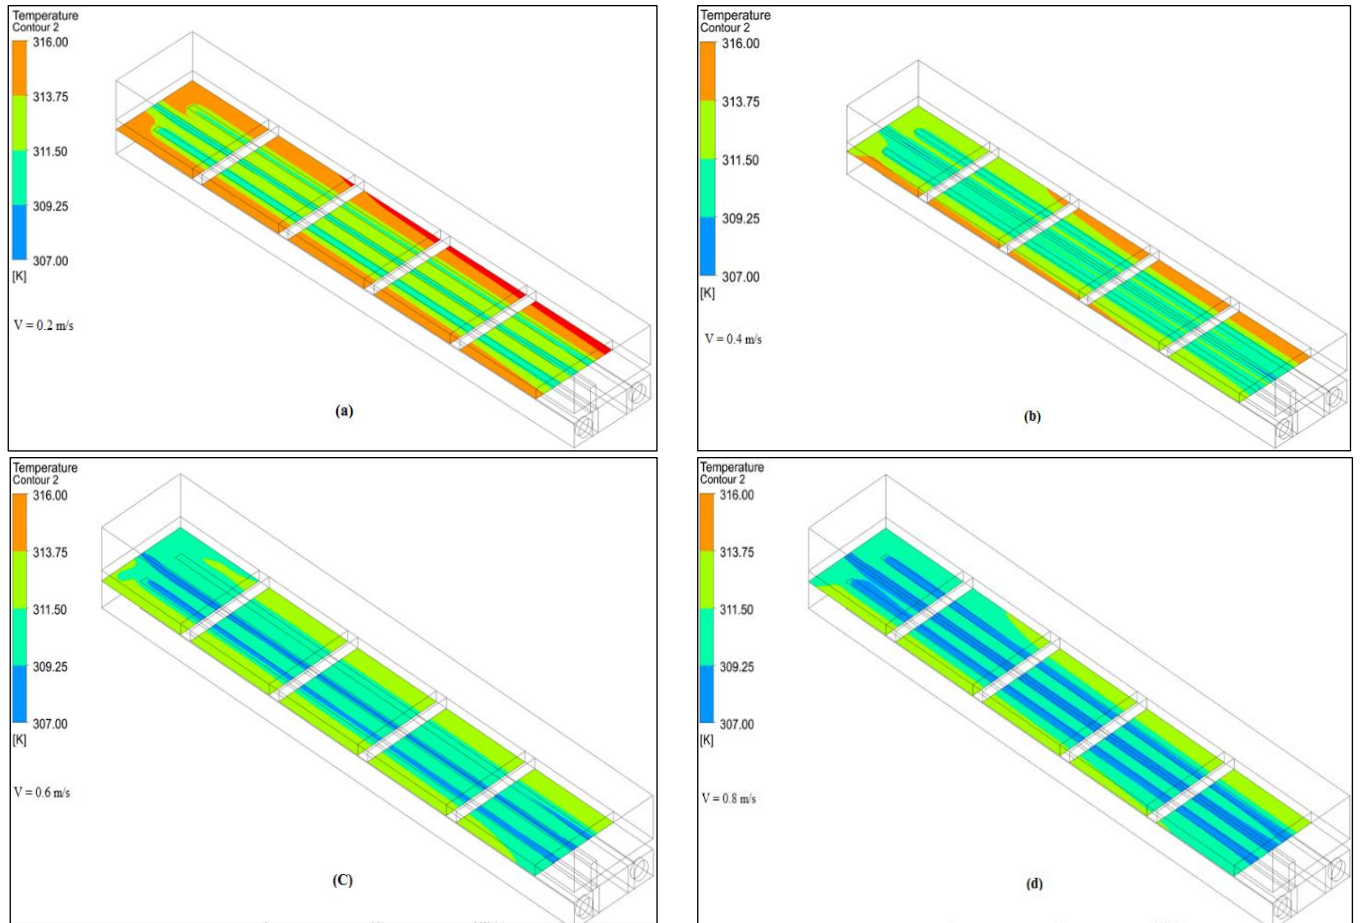 Temperature
Contour 2
316.00
313.75
311.50
309.25
307.00
[K]
V = 0.2 m/s
(a)
Temperature
Contour 2
316.00
313.75
311.50
309.25
307.00
[K]
V = 0.4 m/s
(b)
Temperature
Contour 2
316.00
313.75
311.50
309.25
307.00
[K]
V = 0.6 m/s
(C)
Temperature
Contour 2
316.00
313.75
311.50
309.25
307.00
[K]
V = 0.8 m/s
(d)